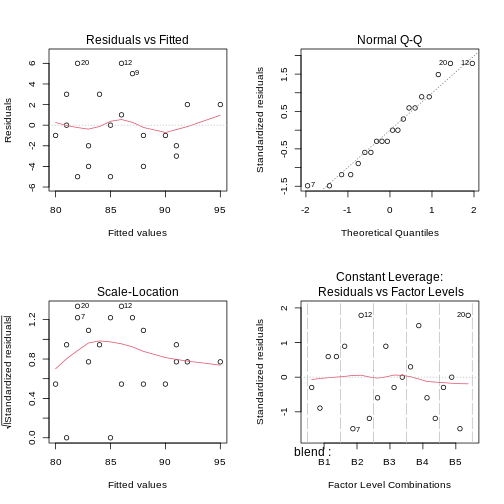 Residuals vs Fitted
Residuals
6
4
2
0
-2
-4
-6
20
12
9
80
85
90
95
Fitted values
Normal Q-Q
Standardized residuals
1.5
0.5
-0.5
-1.5
20
12
7
-2
-1
0
1
2
Theoretical Quantiles
Scale-Location
√|Standardized residuals|
1.2
0.8
0.4
0.0
20
12
7
80
85
90
95
Fitted values
Constant Leverage:
Residuals vs Factor Levels
Standardized residuals
2
1
0
-1
12
20
7
blend :
B1
B2
B3
B4
B5
Factor Level Combinations